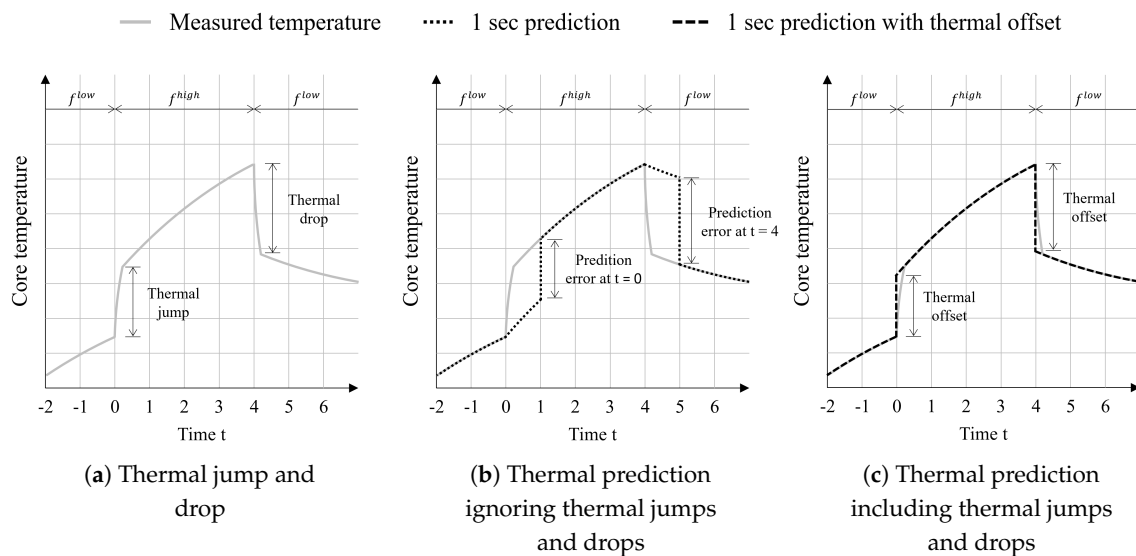 Measured temperature 1 sec prediction 1 sec prediction with thermal offset
f^low f^high f^low
Core temperature
Thermal
drop
Thermal
jump
-2 -1 0 1 2 3 4 5 6
Time t
(a) Thermal jump and
drop
f^low f^high f^low
Core temperature
Prediction
error at t = 4
Predition
error at t = 0
-2 -1 0 1 2 3 4 5 6
Time t
(b) Thermal prediction
ignoring thermal jumps
and drops
f^low f^high f^low
Core temperature
Thermal
offset
Thermal
offset
-2 -1 0 1 2 3 4 5 6
Time t
(c) Thermal prediction
including thermal jumps
and drops